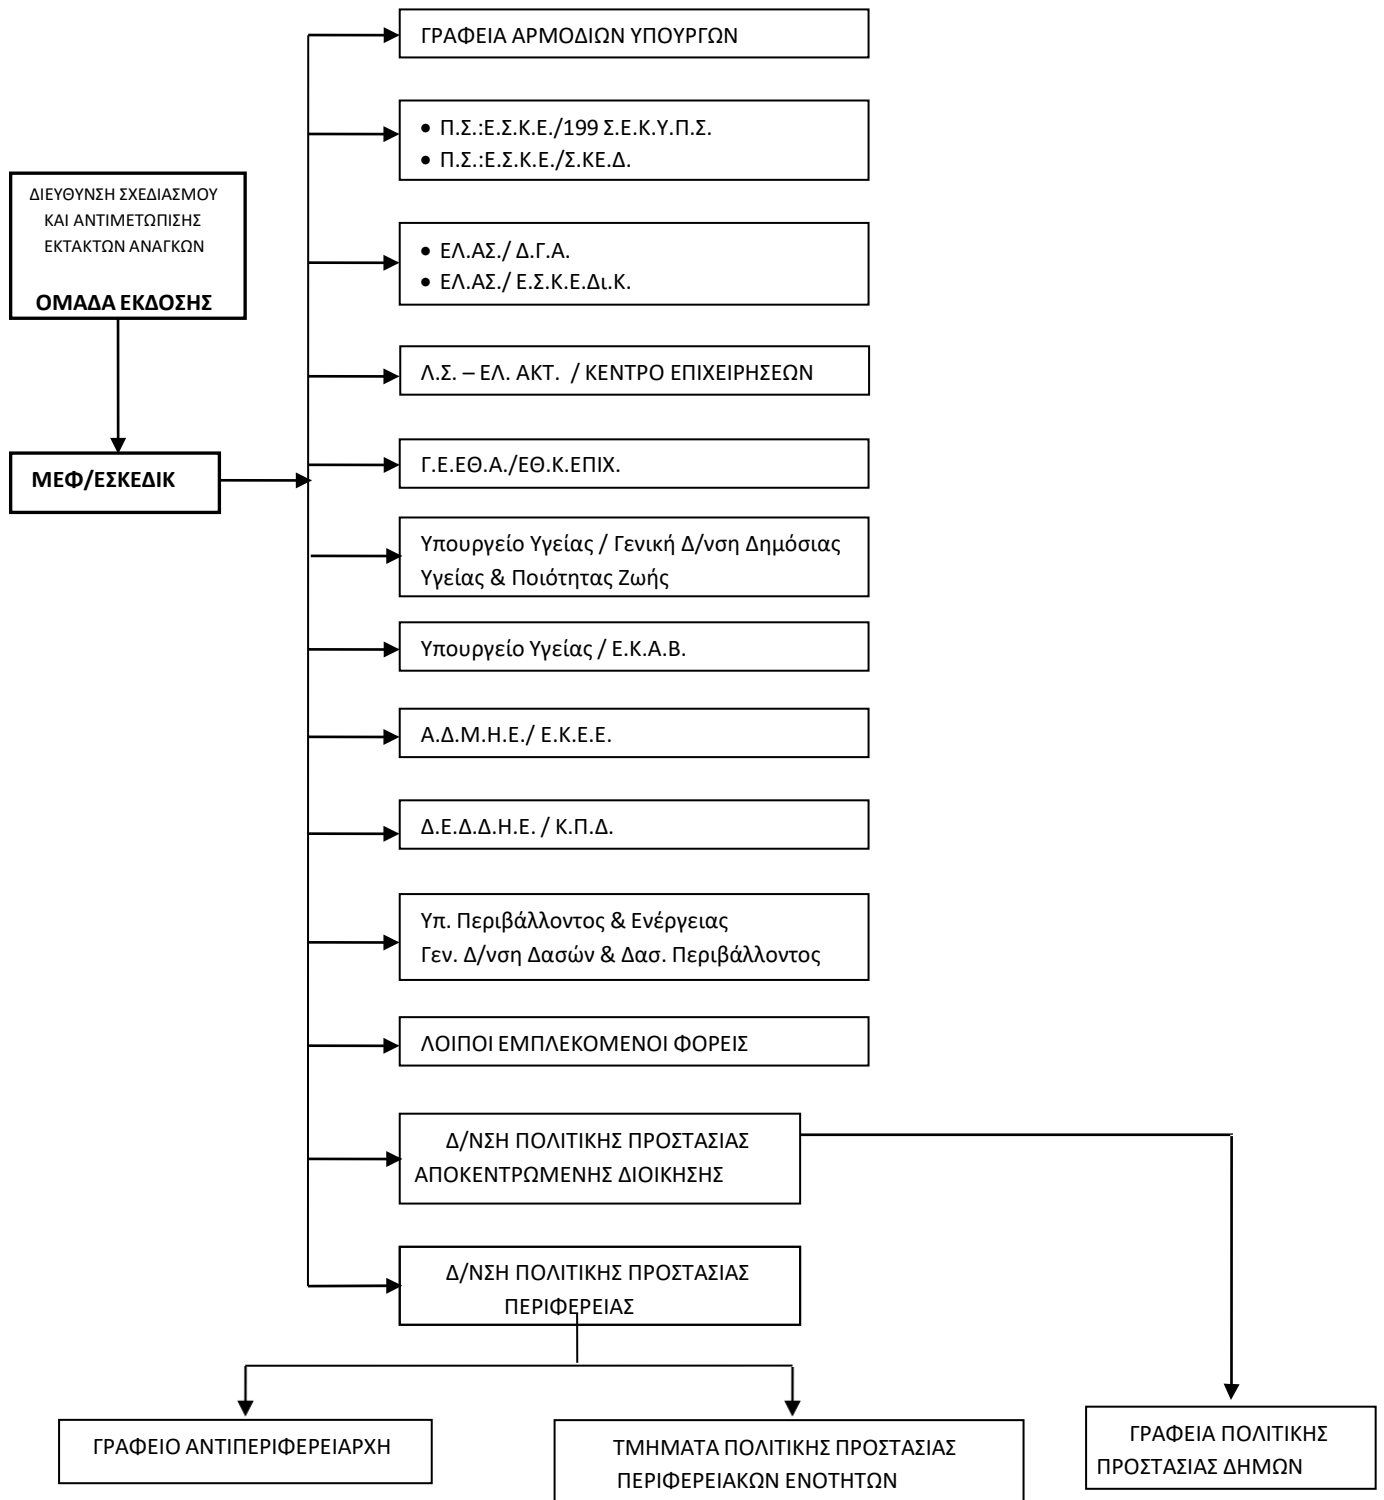 ΓΡΑΦΕΙΑ ΑΡΜΟΔΙΩΝ ΥΠΟΥΡΓΩΝ
• Π.Σ.:Ε.Σ.Κ.Ε./199 Σ.Ε.Κ.Υ.Π.Σ.
• Π.Σ.:Ε.Σ.Κ.Ε./Σ.ΚΕ.Δ.
ΔΙΕΥΘΥΝΣΗ ΣΧΕΔΙΑΣΜΟΥ
ΚΑΙ ΑΝΤΙΜΕΤΩΠΙΣΗΣ
ΕΚΤΑΚΤΩΝ ΑΝΑΓΚΩΝ
ΟΜΑΔΑ ΕΚΔΟΣΗΣ
• ΕΛ.ΑΣ./ Δ.Γ.Α.
• ΕΛ.ΑΣ./ Ε.Σ.Κ.Ε.Δι.Κ.
Λ.Σ. – ΕΛ. ΑΚΤ. / ΚΕΝΤΡΟ ΕΠΙΧΕΙΡΗΣΕΩΝ
ΜΕΦ/ΕΣΚΕΔΙΚ
Γ.Ε.ΕΘ.Α./ΕΘ.Κ.ΕΠΙΧ.
Υπουργείο Υγείας / Γενική Δ/νση Δημόσιας
Υγείας & Ποιότητας Ζωής
Υπουργείο Υγείας / Ε.Κ.Α.Β.
Α.Δ.Μ.Η.Ε./ Ε.Κ.Ε.Ε.
Δ.Ε.Δ.Δ.Η.Ε. / Κ.Π.Δ.
Υπ. Περιβάλλοντος & Ενέργειας
Γεν. Δ/νση Δασών & Δασ. Περιβάλλοντος
ΛΟΙΠΟΙ ΕΜΠΛΕΚΟΜΕΝΟΙ ΦΟΡΕΙΣ
Δ/ΝΣΗ ΠΟΛΙΤΙΚΗΣ ΠΡΟΣΤΑΣΙΑΣ
ΑΠΟΚΕΝΤΡΩΜΕΝΗΣ ΔΙΟΙΚΗΣΗΣ
Δ/ΝΣΗ ΠΟΛΙΤΙΚΗΣ ΠΡΟΣΤΑΣΙΑΣ
ΠΕΡΙΦΕΡΕΙΑΣ
ΓΡΑΦΕΙΟ ΑΝΤΙΠΕΡΙΦΕΡΕΙΑΡΧΗ
ΤΜΗΜΑΤΑ ΠΟΛΙΤΙΚΗΣ ΠΡΟΣΤΑΣΙΑΣ
ΠΕΡΙΦΕΡΕΙΑΚΩΝ ΕΝΟΤΗΤΩΝ
ΓΡΑΦΕΙΑ ΠΟΛΙΤΙΚΗΣ
ΠΡΟΣΤΑΣΙΑΣ ΔΗΜΩΝ